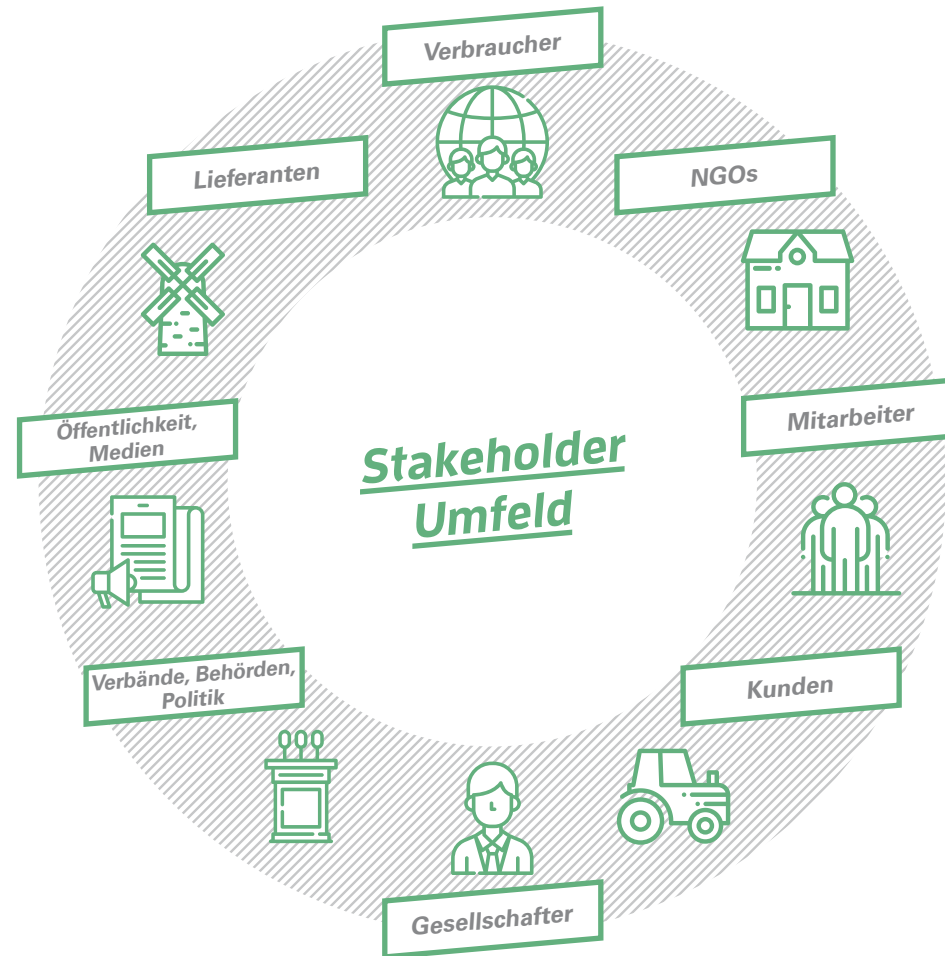 Verbraucher
Lieferanten
NGOs
Öffentlichkeit,
Medien
Mitarbeiter
Stakeholder
Umfeld
Verbände, Behörden,
Politik
Kunden
Gesellschafter